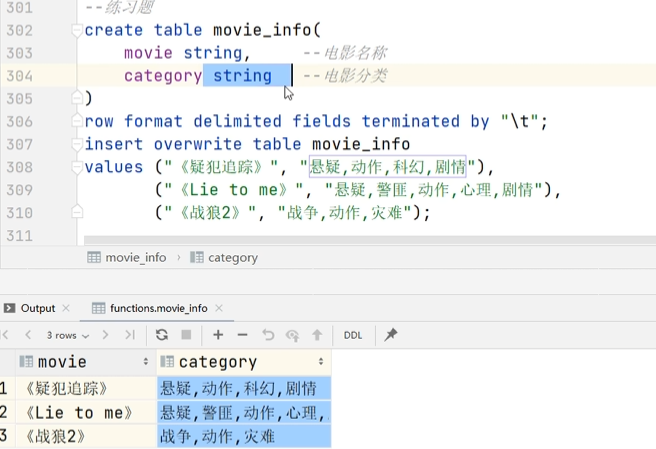 301 --练习题
302 create table movie_info(
303 movie string, --电影名称
304 category string --电影分类
305 )
306 row format delimited fields terminated by "\t";
307 insert overwrite table movie_info
308 values ("《疑犯追踪》", "悬疑,动作,科幻,剧情"),
309 ("《Lie to me》", "悬疑,警匪,动作,心理,剧情"),
310 ("《战狼2》", "战争,动作,灾难");
311
movie_info › category
Output × functions.movie_info ×
3 rows DDL
movie category
1 《疑犯追踪》 悬疑,动作,科幻,剧情
2 《Lie to me》 悬疑,警匪,动作,心理,
3 《战狼2》 战争,动作,灾难